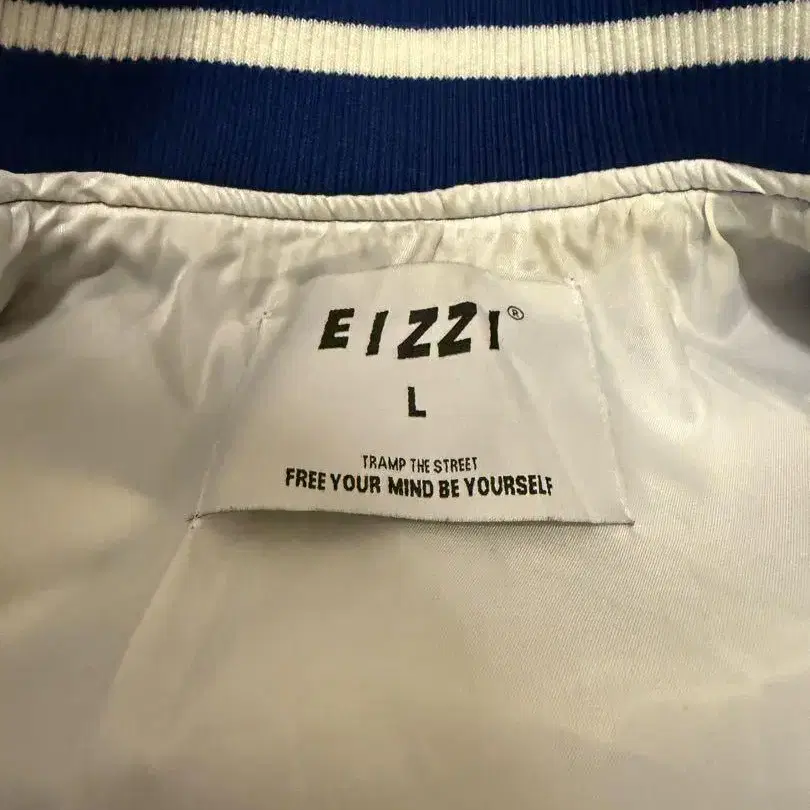 EIZZI®
L
TRAMP THE STREET
FREE YOUR MIND BE YOURSELF